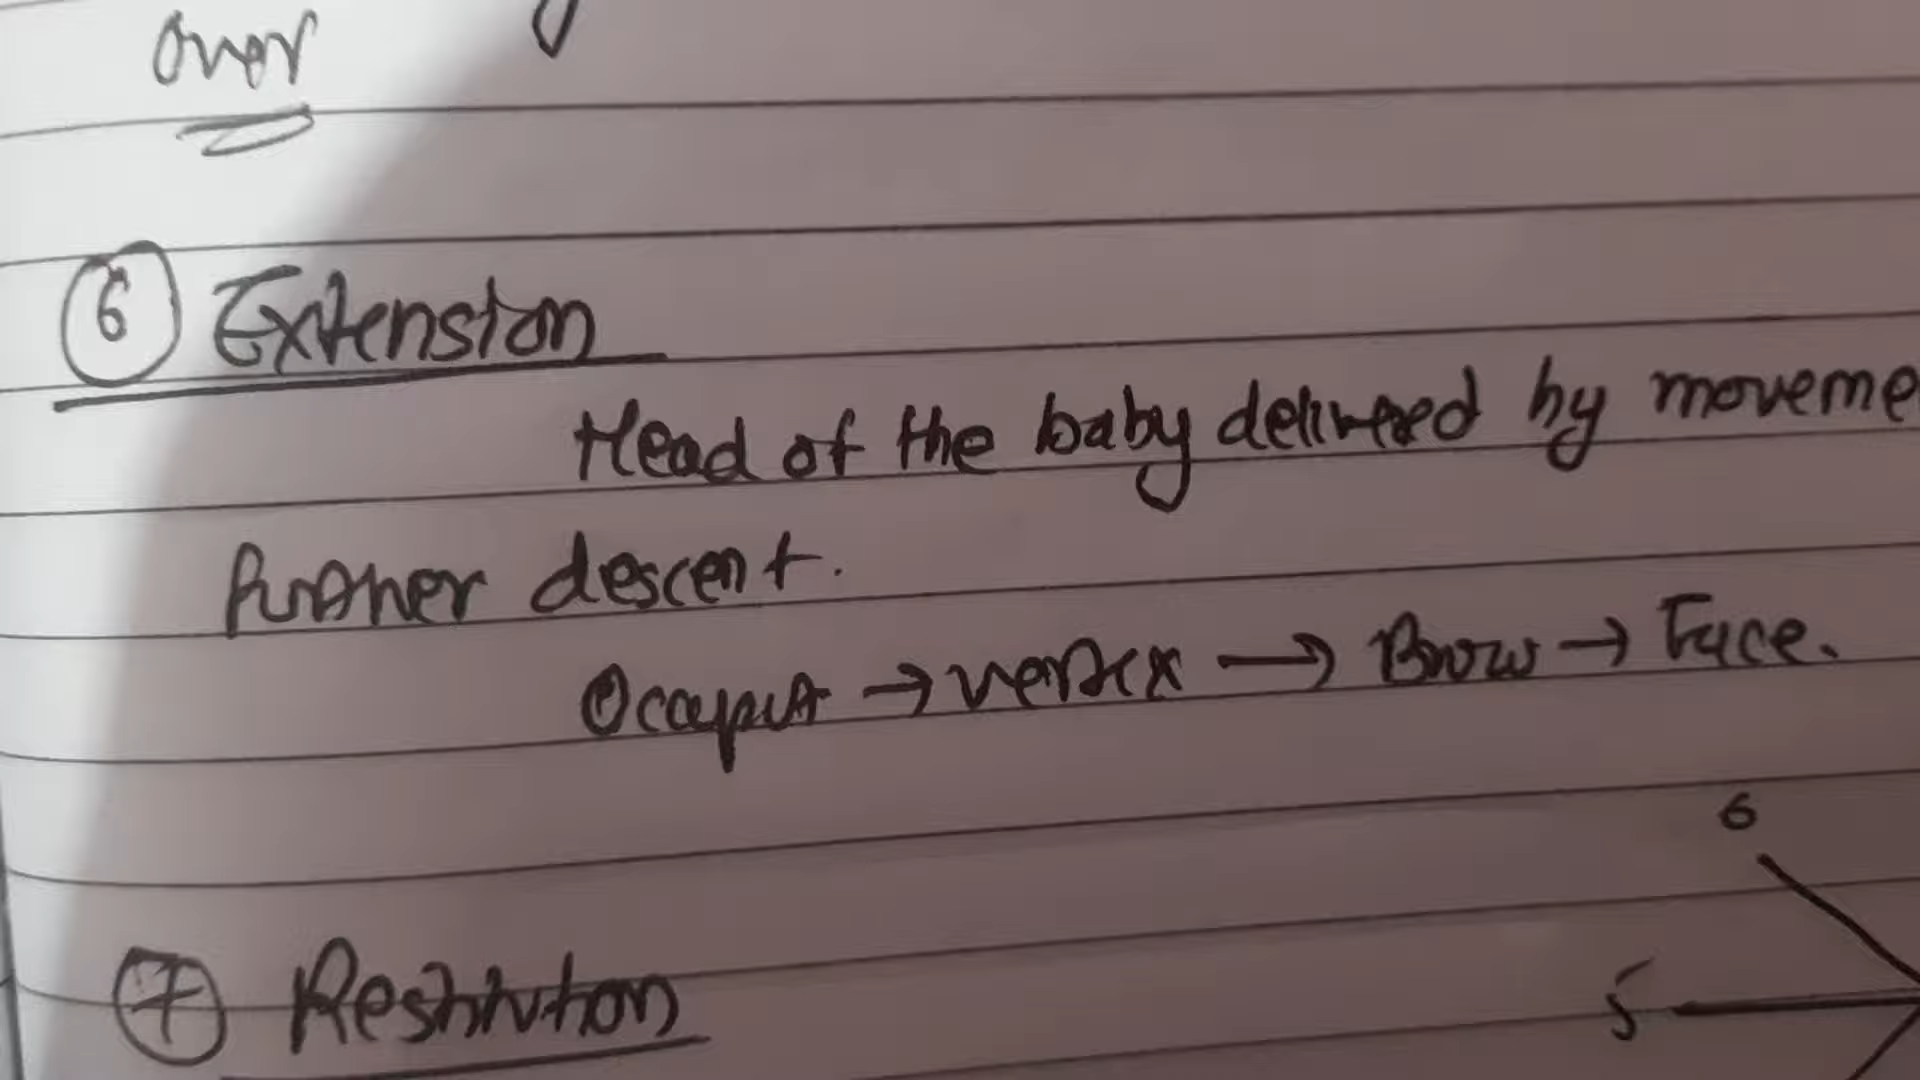 over
6 Extension
Head of the baby delivered by moveme
further descent.
Occiput → vertex → Brow → Face.
6
7 Restitution
5